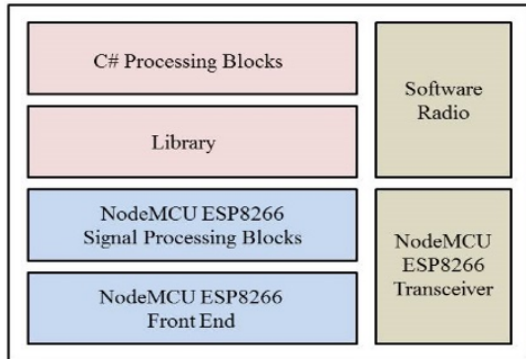 C# Processing Blocks
Library
NodeMCU ESP8266
Signal Processing Blocks
NodeMCU ESP8266
Front End
Software
Radio
NodeMCU
ESP8266
Transceiver